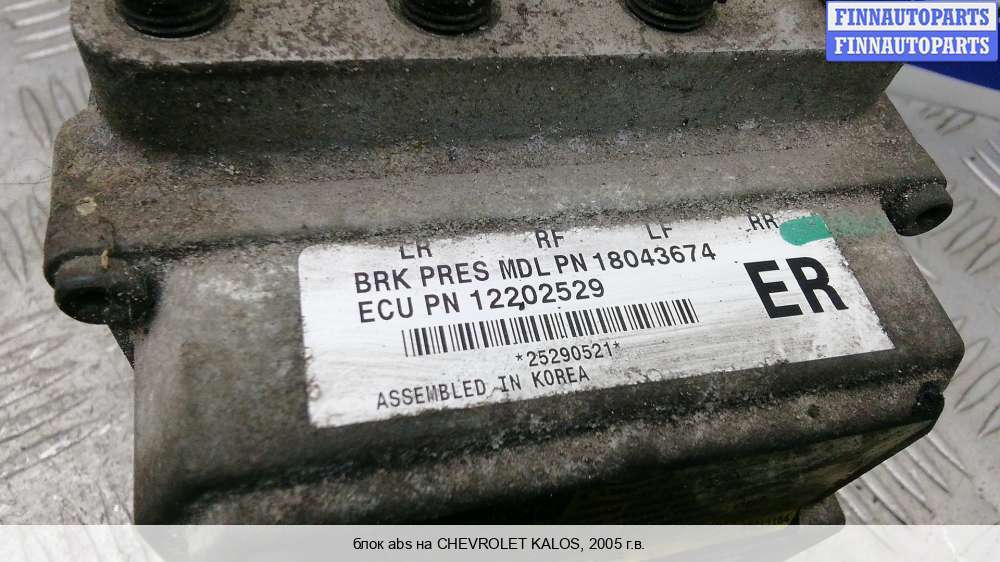 FINNAUTOPARTS
FINNAUTOPARTS
LR RF LF RR
BRK PRES MDL PN 18043674
ECU PN 12202529
ER
*25290521*
ASSEMBLED IN KOREA
блок abs на CHEVROLET KALOS, 2005 г.в.